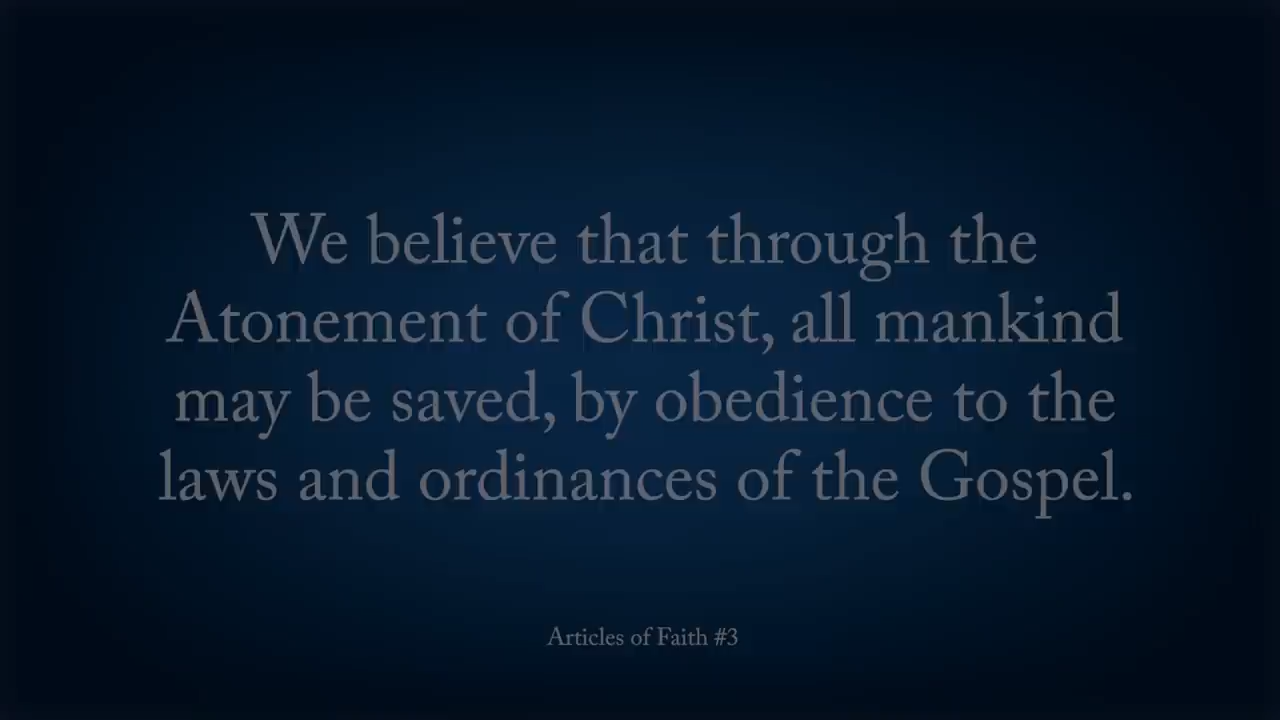 We believe that through the
Atonement of Christ, all mankind
may be saved, by obedience to the
laws and ordinances of the Gospel.
Articles of Faith #3